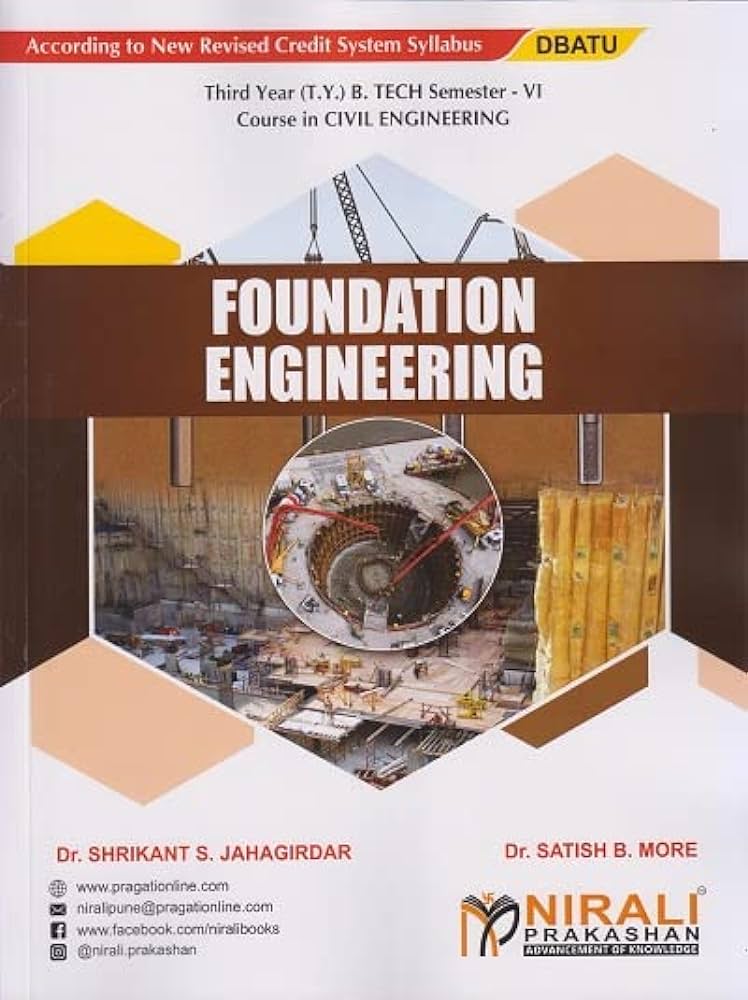 According to New Revised Credit System Syllabus DBATU
Third Year (T.Y.) B. TECH Semester - VI
Course in CIVIL ENGINEERING
FOUNDATION
ENGINEERING
Dr. SHRIKANT S. JAHAGIRDAR
Dr. SATISH B. MORE
www.pragationline.com
niralipune@pragationline.com
www.facebook.com/niralibooks
@nirali.prakashan
NIRALI
PRAKASHAN
ADVANCEMENT OF KNOWLEDGE